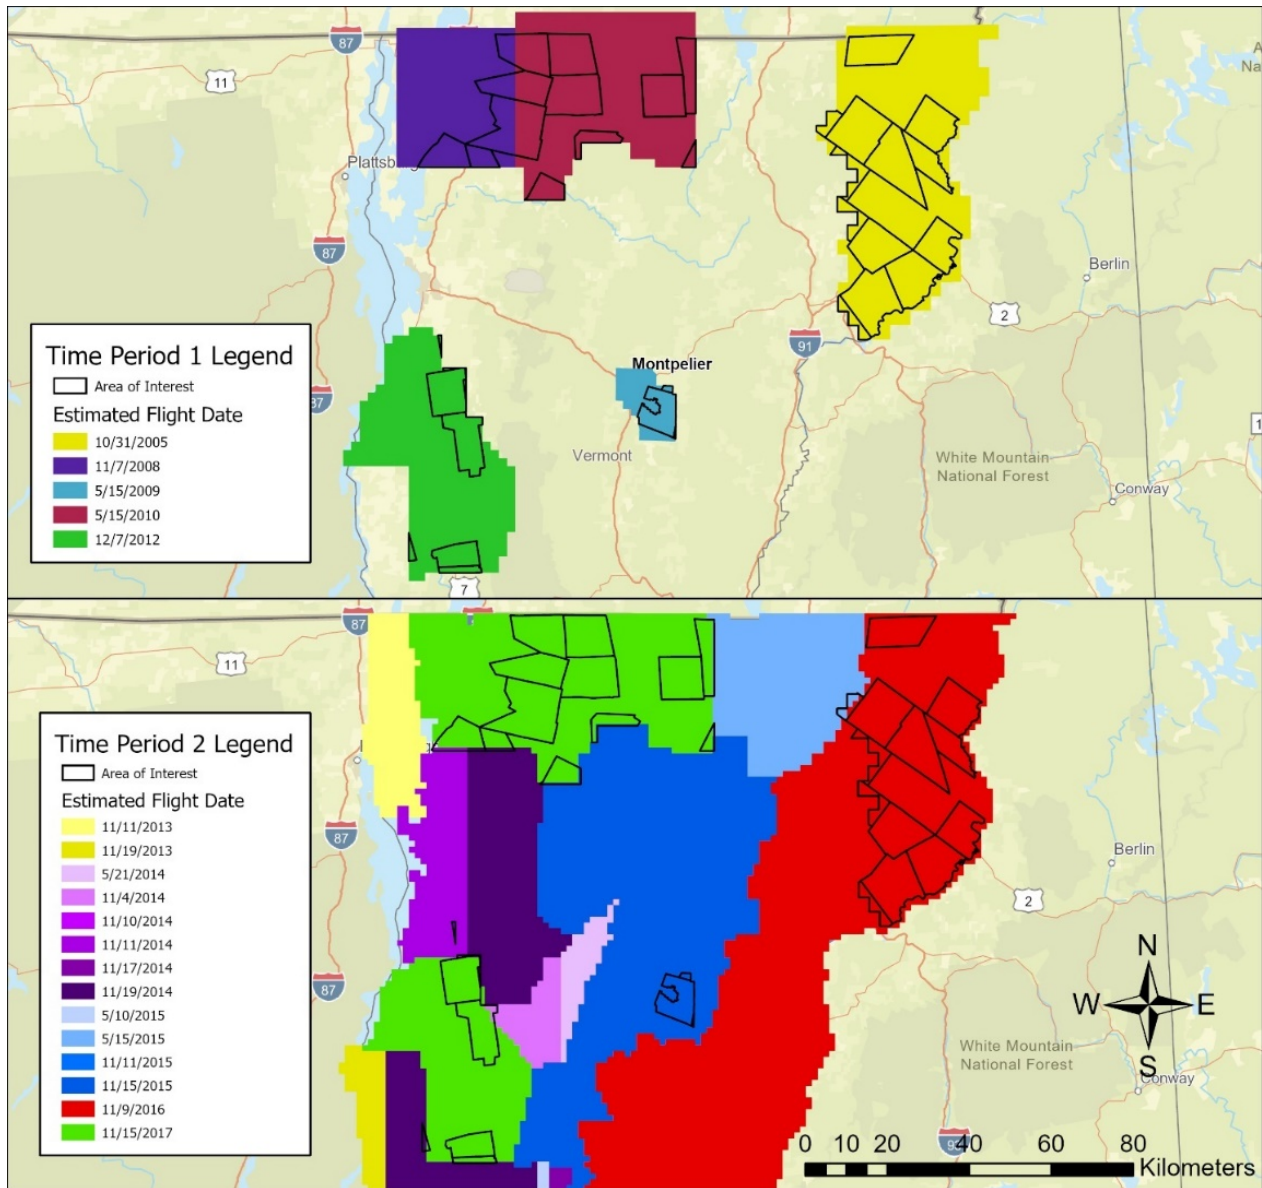 87
11
Plattsb
87
Berlin
2
Montpelier
91
Time Period 1 Legend
Area of Interest
Estimated Flight Date
10/31/2005
11/7/2008
5/15/2009
5/15/2010
12/7/2012
87
Vermont
White Mountain
National Forest
Conway
7
87
11
Time Period 2 Legend
Area of Interest
Estimated Flight Date
11/11/2013
11/19/2013
5/21/2014
11/4/2014
11/10/2014
11/11/2014
11/17/2014
11/19/2014
5/10/2015
5/15/2015
11/11/2015
11/15/2015
11/9/2016
11/15/2017
87
Berlin
2
87
N
W E
S
White Mountain
National Forest
Conway
0 10 20 40 60 80
Kilometers